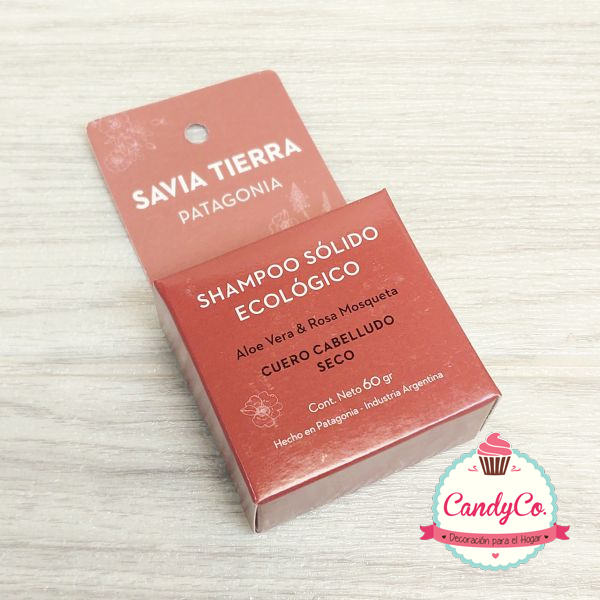 SAVIA TIERRA
PATAGONIA
SHAMPOO SÓLIDO
ECOLÓGICO
Aloe Vera & Rosa Mosqueta
CUERO CABELLUDO
SECO
Cont. Neto 60 gr
Hecho en Patagonia - Industria Argentina
CandyCo.
Decoración para el Hogar